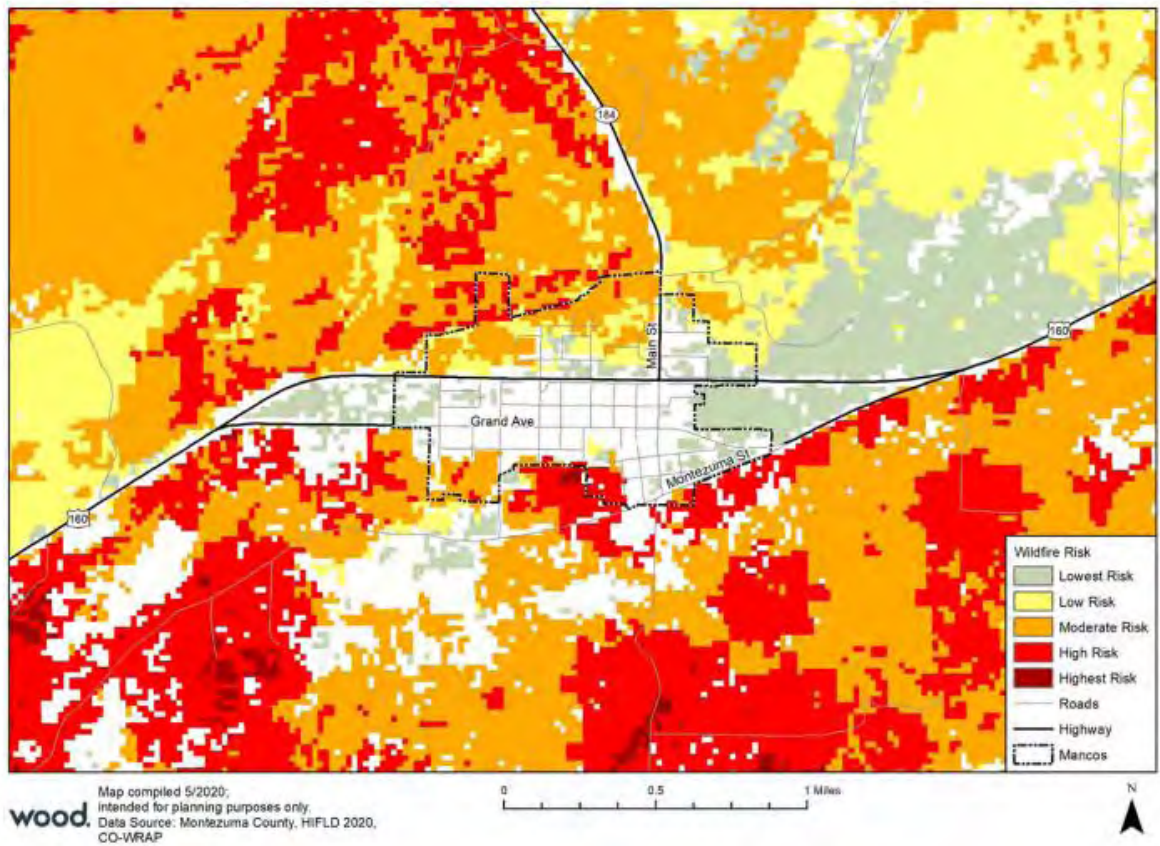 184
Main St
160
Grand Ave
Montezuma St
160
Wildfire Risk
Lowest Risk
Low Risk
Moderate Risk
High Risk
Highest Risk
Roads
Highway
Mancos
wood.
Map compiled 5/2020;
intended for planning purposes only.
Data Source: Montezuma County, HIFLD 2020,
CO-WRAP
0 0.5 1 Miles
N